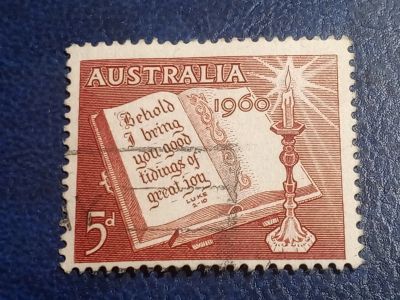 AUSTRALIA
1960
Behold
I bring
you good
tidings of
great joy
LUKE
2-10
5d